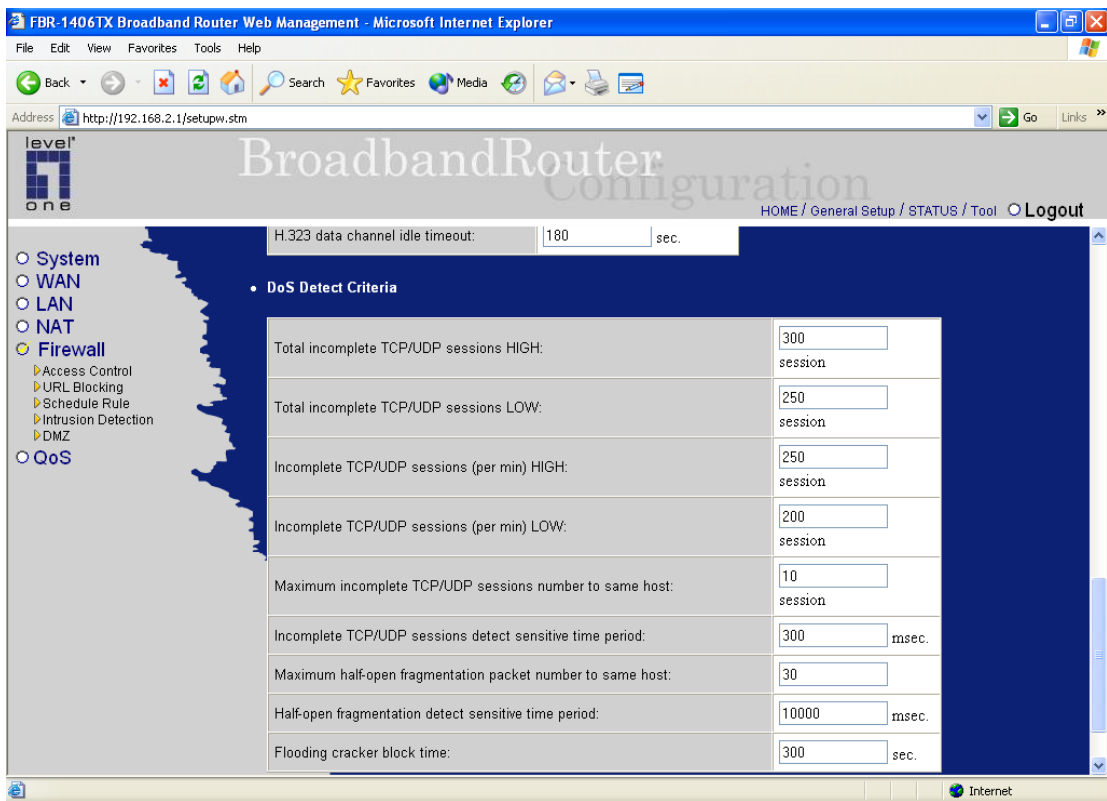 FBR-1406TX Broadband Router Web Management - Microsoft Internet Explorer
File Edit View Favorites Tools Help
Back Search Favorites Media
Address http://192.168.2.1/setupw.stm Go Links »
level"
one
BroadbandRouter
Configuration
HOME / General Setup / STATUS / Tool Logout
System
WAN
LAN
NAT
Firewall
Access Control
URL Blocking
Schedule Rule
Intrusion Detection
DMZ
QoS
H.323 data channel idle timeout: 180 sec.
• DoS Detect Criteria
Total incomplete TCP/UDP sessions HIGH: 300
session
Total incomplete TCP/UDP sessions LOW: 250
session
Incomplete TCP/UDP sessions (per min) HIGH: 250
session
Incomplete TCP/UDP sessions (per min) LOW: 200
session
Maximum incomplete TCP/UDP sessions number to same host: 10
session
Incomplete TCP/UDP sessions detect sensitive time period: 300 msec.
Maximum half-open fragmentation packet number to same host: 30
Half-open fragmentation detect sensitive time period: 10000 msec.
Flooding cracker block time: 300 sec.
Internet